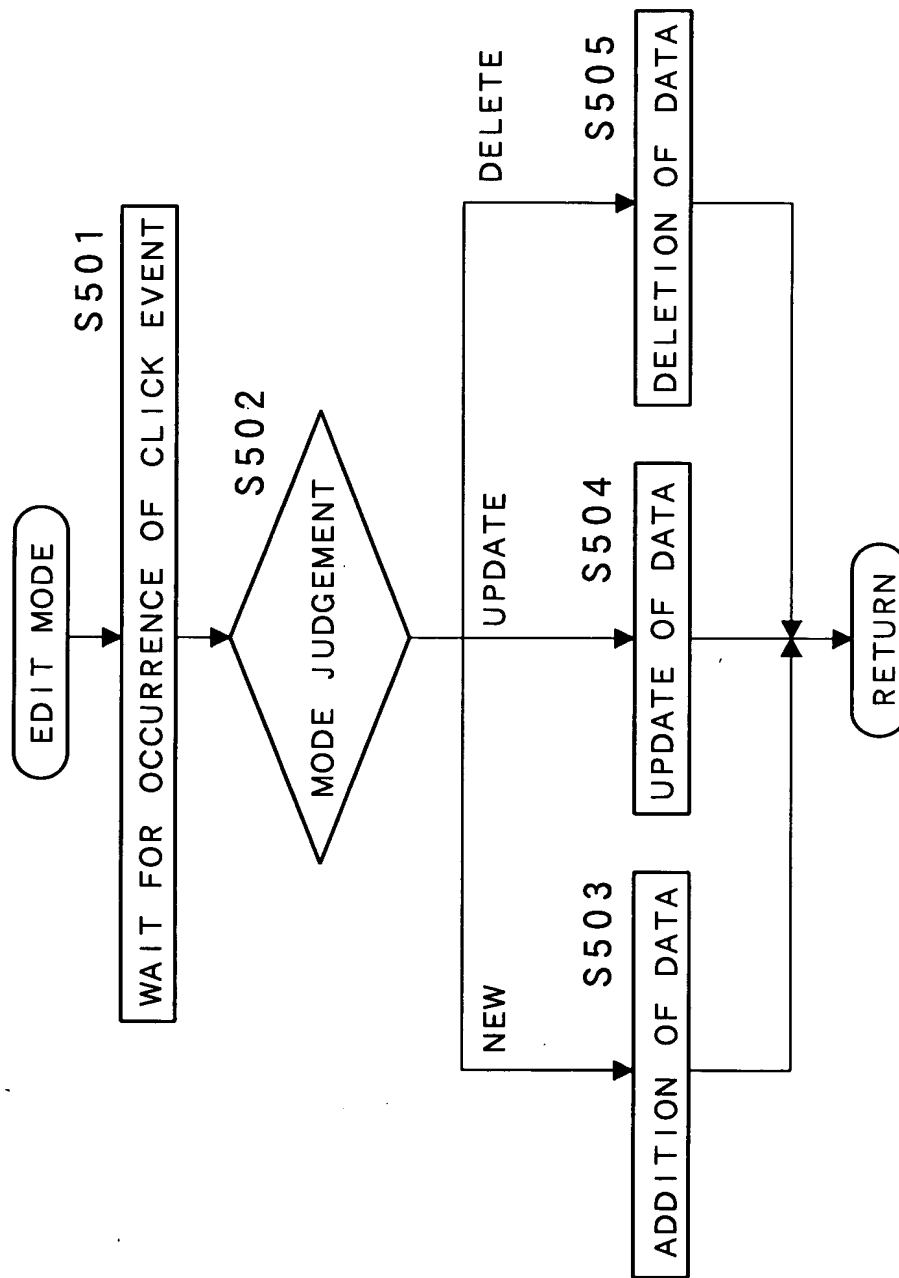 EDIT MODE
S501
WAIT FOR OCCURRENCE OF CLICK EVENT
S502
MODE JUDGEMENT
NEW
UPDATE
DELETE
S503
S504
S505
ADDITION OF DATA
UPDATE OF DATA
DELETION OF DATA
RETURN